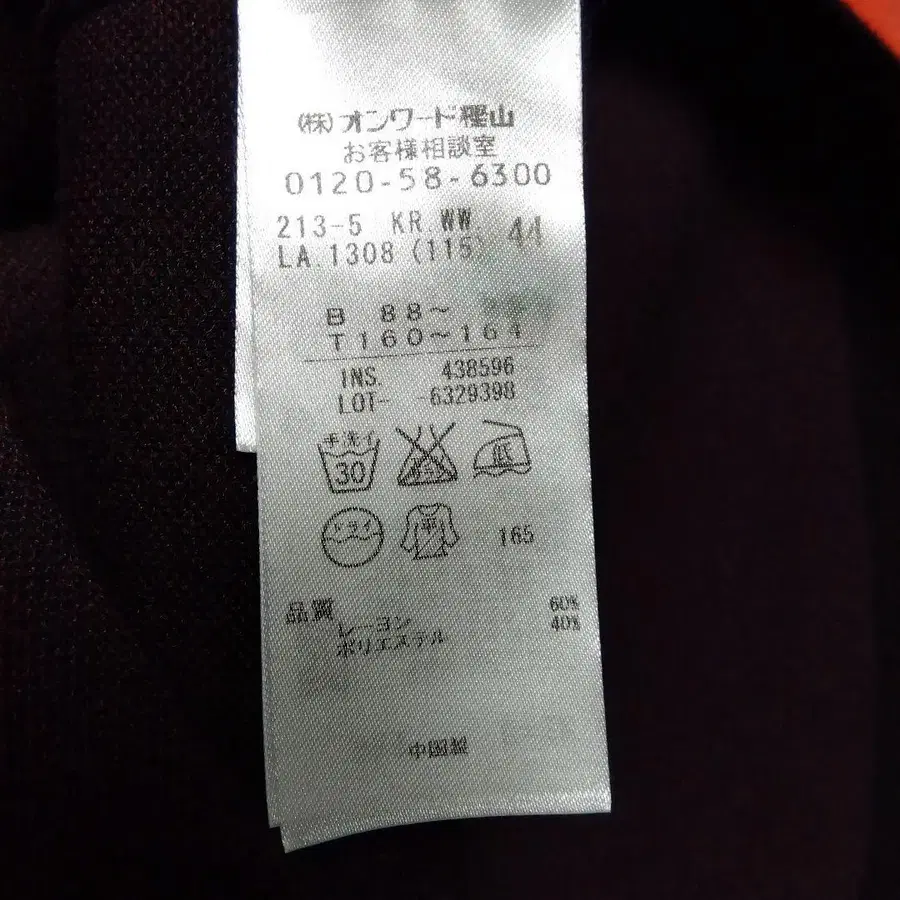 (株)オンワード樫山
お客様相談室
0120-58-6300
213-5 KR.WW. 44
LA.1308 (115)
B 88~
T160~164
INS. 438596
LOT- -6329398
手洗イ
30
低
ドライ
平
165
品質
レーヨン 60%
ポリエステル 40%
中国製